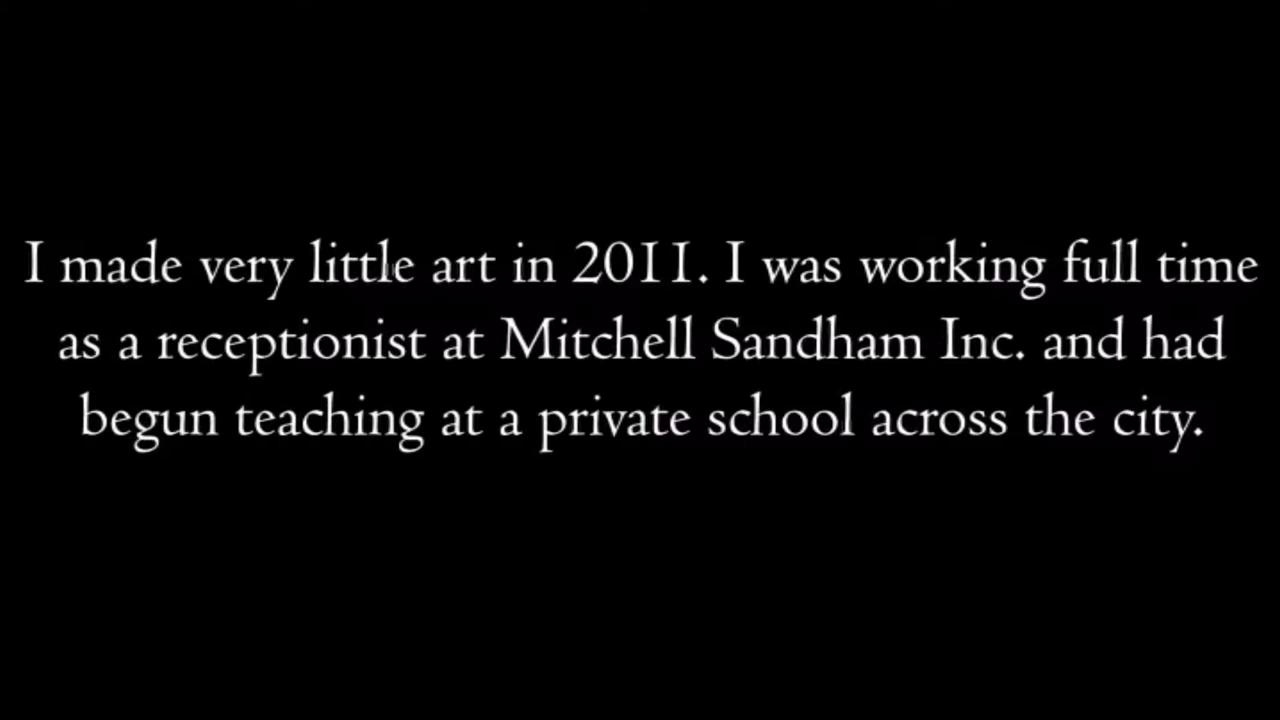 I made very little art in 2011. I was working full time
as a receptionist at Mitchell Sandham Inc. and had
begun teaching at a private school across the city.